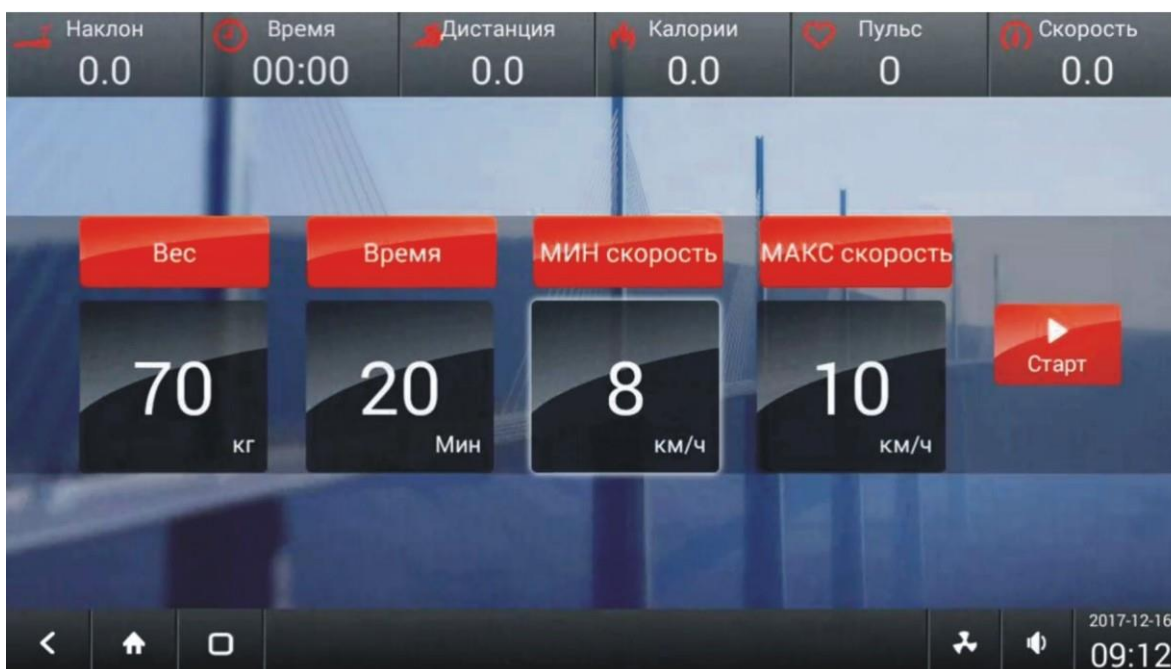 Наклон Время Дистанция Калории Пульс Скорость
0.0 00:00 0.0 0.0 0 0.0
Вес Время МИН скорость МАКС скорость
70 20 8 10
кг Мин км/ч км/ч
Старт
2017-12-16
09:12